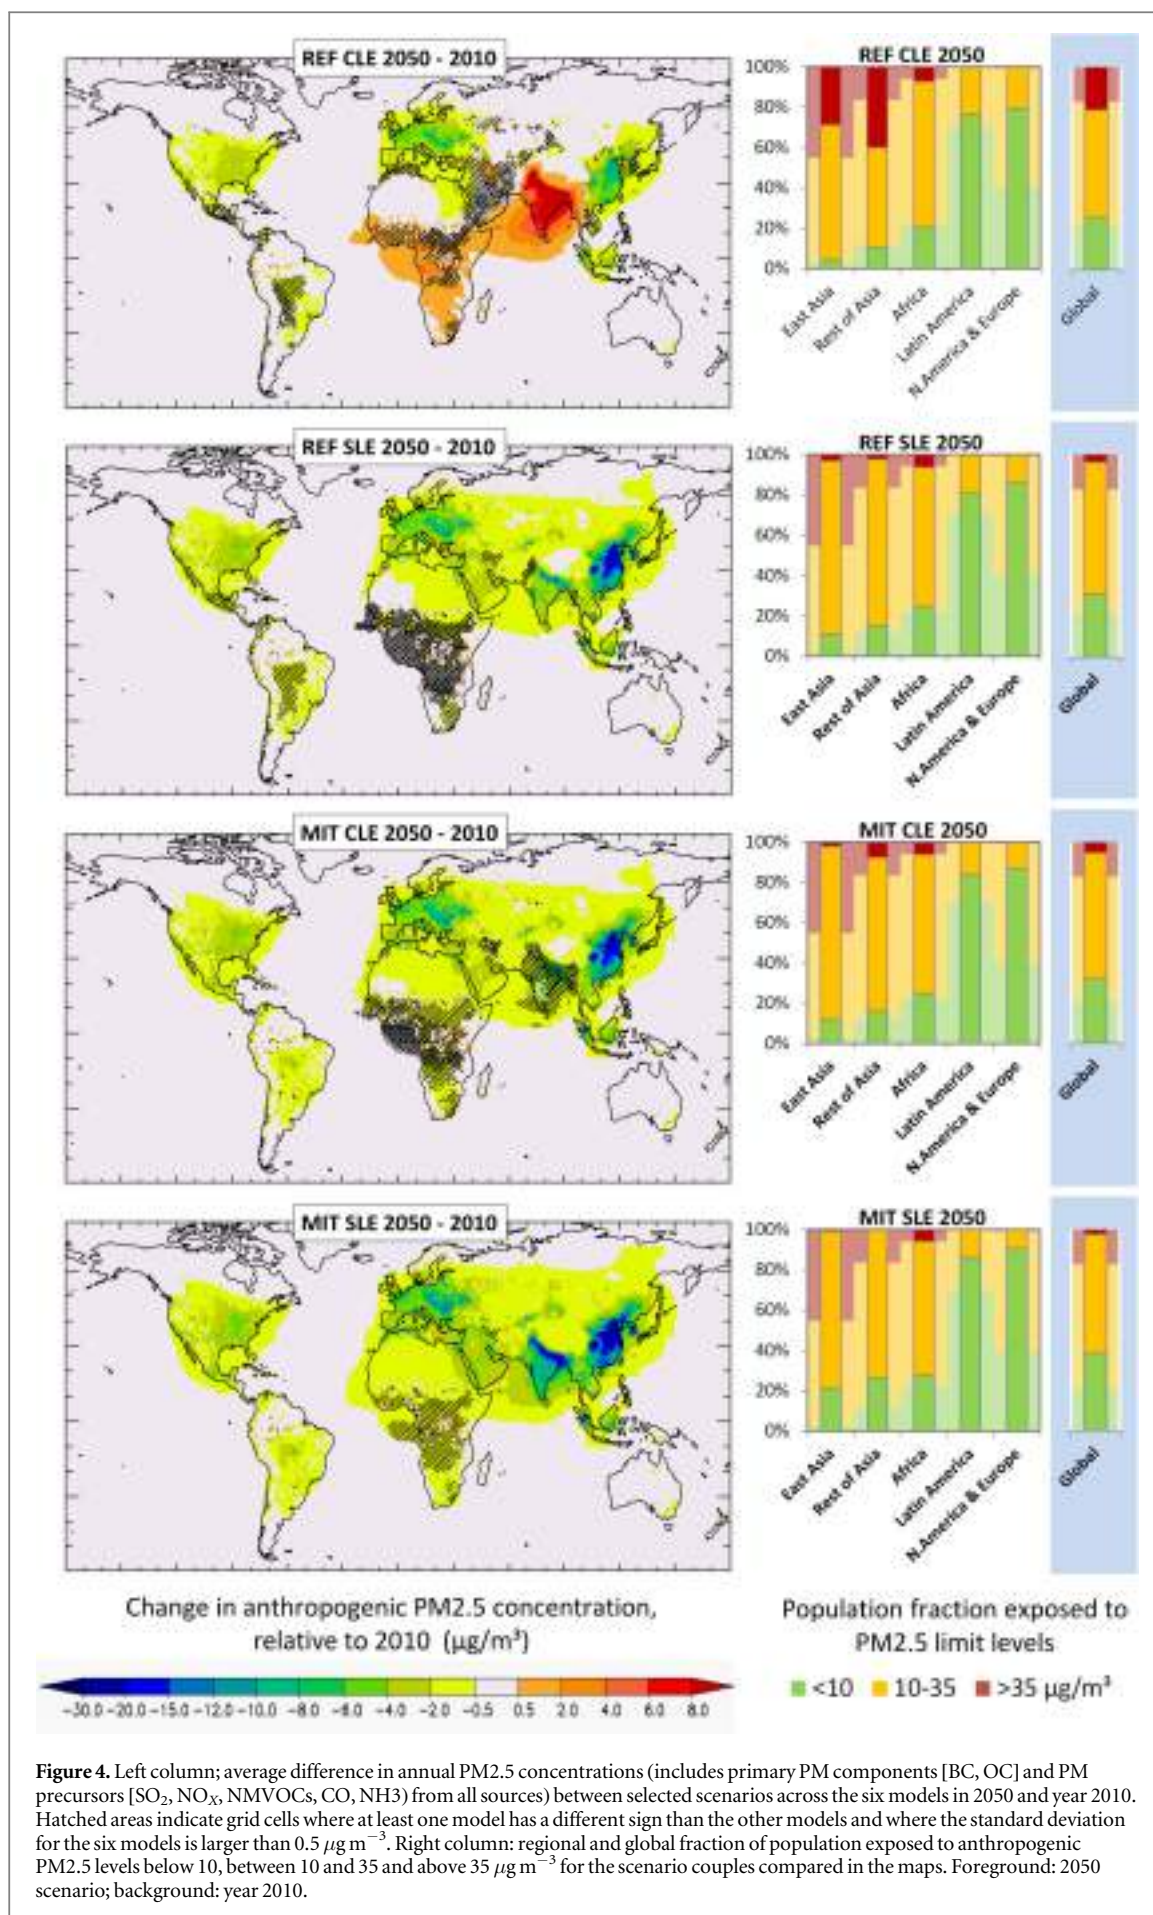 REF CLE 2050 - 2010
REF CLE 2050
100%
80%
60%
40%
20%
0%
East Asia
Rest of Asia
Africa
Latin America
N.America & Europe
Global
REF SLE 2050 - 2010
REF SLE 2050
100%
80%
60%
40%
20%
0%
East Asia
Rest of Asia
Africa
Latin America
N.America & Europe
Global
MIT CLE 2050 - 2010
MIT CLE 2050
100%
80%
60%
40%
20%
0%
East Asia
Rest of Asia
Africa
Latin America
N.America & Europe
Global
MIT SLE 2050 - 2010
MIT SLE 2050
100%
80%
60%
40%
20%
0%
East Asia
Rest of Asia
Africa
Latin America
N.America & Europe
Global
Change in anthropogenic PM2.5 concentration,
relative to 2010 (µg/m³)
−30.0 −20.0 −15.0 −12.0 −10.0 −8.0 −6.0 −4.0 −2.0 −0.5 0.5 2.0 4.0 6.0 8.0
Population fraction exposed to
PM2.5 limit levels
<10 10-35 >35 µg/m³
Figure 4. Left column; average difference in annual PM2.5 concentrations (includes primary PM components [BC, OC] and PM
precursors [SO₂, NOX, NMVOCs, CO, NH3) from all sources) between selected scenarios across the six models in 2050 and year 2010.
Hatched areas indicate grid cells where at least one model has a different sign than the other models and where the standard deviation
for the six models is larger than 0.5 µg m⁻³. Right column: regional and global fraction of population exposed to anthropogenic
PM2.5 levels below 10, between 10 and 35 and above 35 µg m⁻³ for the scenario couples compared in the maps. Foreground: 2050
scenario; background: year 2010.